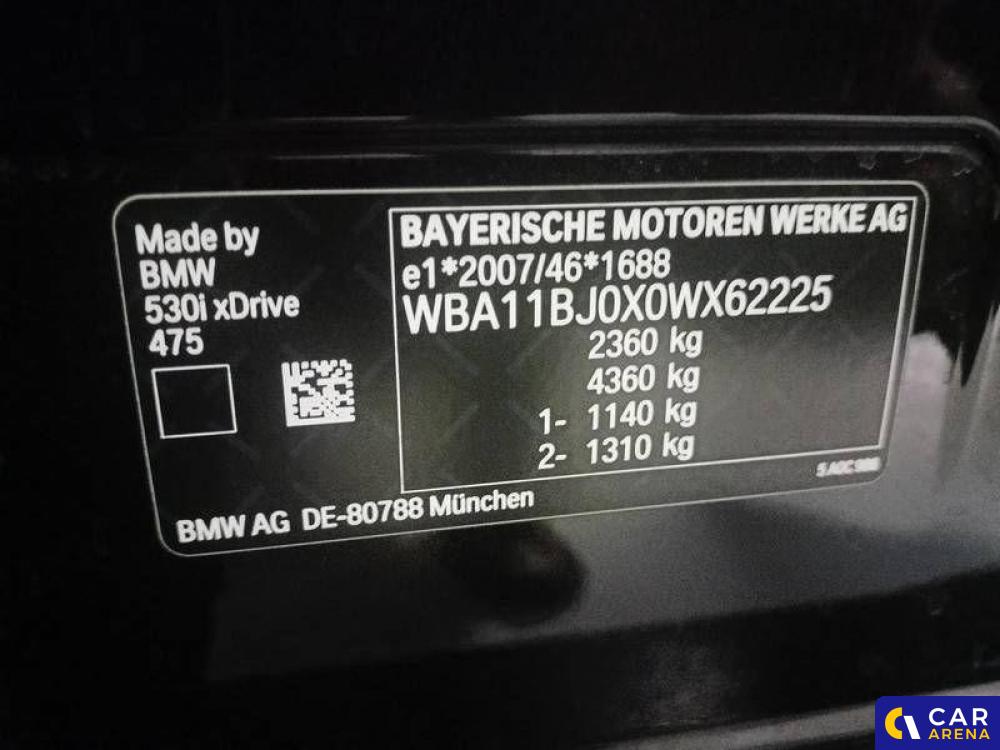 Made by
BMW
530i xDrive
475
BAYERISCHE MOTOREN WERKE AG
e1*2007/46*1688
WBA11BJ0X0WX62225
2360 kg
4360 kg
1- 1140 kg
2- 1310 kg
BMW AG DE-80788 München
CAR
ARENA